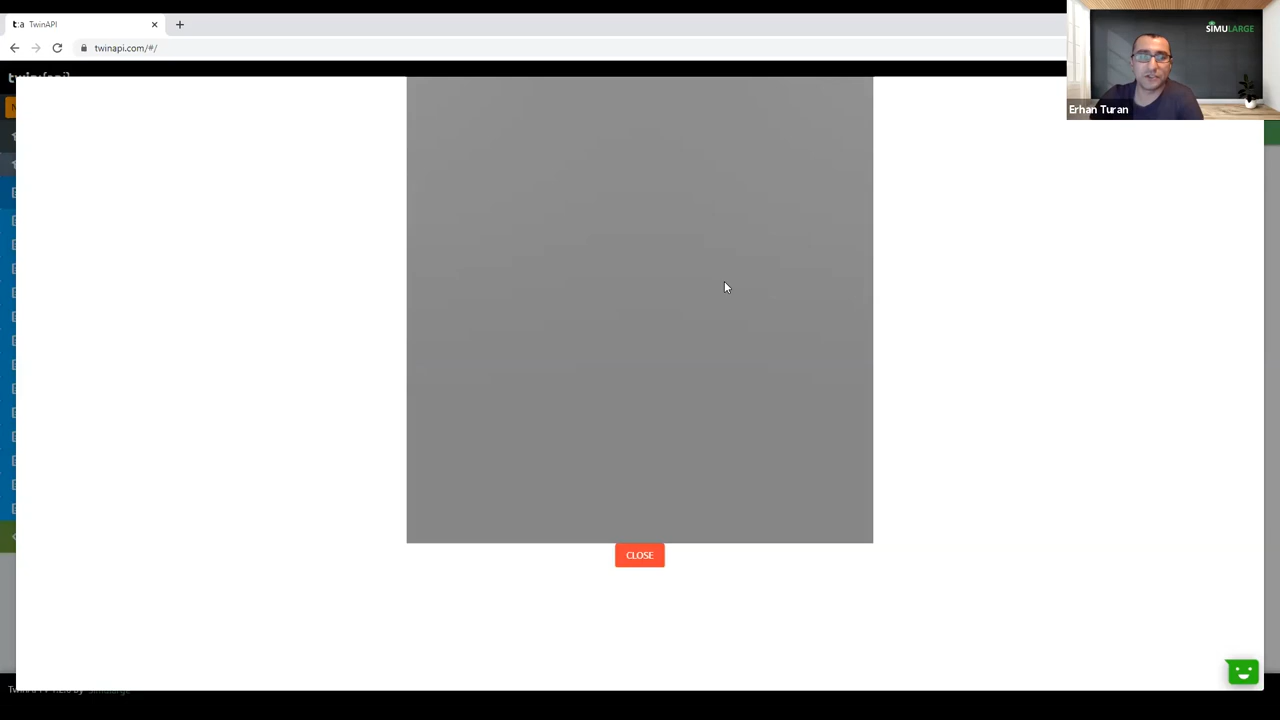 t:a TwinAPI
twinapi.com/#/
SIMULARGE
Erhan Turan
CLOSE